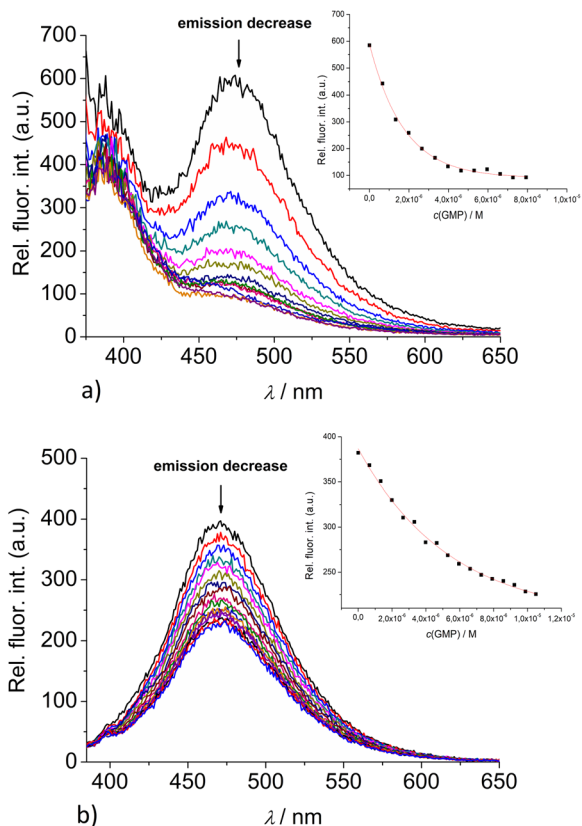 emission decrease
Rel. fluor. int. (a.u.)
700
600
500
400
300
200
100
0
400
450
500
550
600
650
λ / nm
a)
Rel. fluor. int. (a.u.)
700
600
500
400
300
200
100
0,0
2,0x10-6
4,0x10-6
6,0x10-6
8,0x10-6
1,0x10-5
c(GMP) / M
emission decrease
Rel. fluor. int. (a.u.)
500
400
300
200
100
0
400
450
500
550
600
650
λ / nm
b)
Rel. fluor. int. (a.u.)
400
350
300
250
0,0
2,0x10-6
4,0x10-6
6,0x10-6
8,0x10-6
1,0x10-5
1,2x10-5
c(GMP) / M